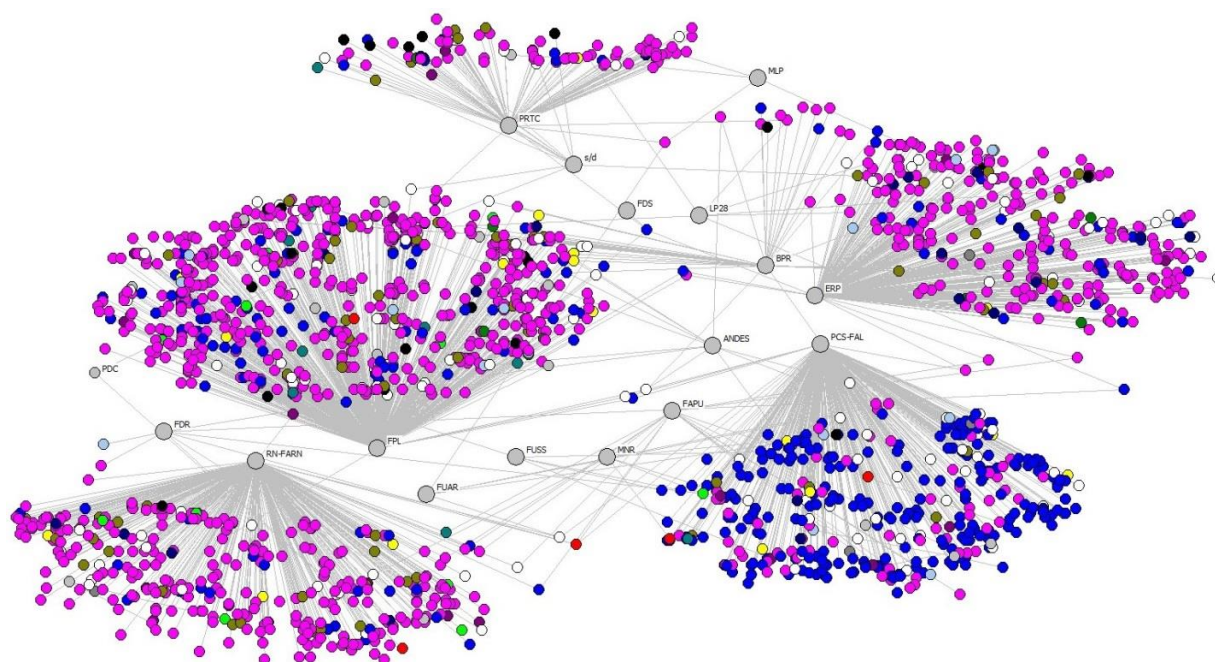 MLP
PRTC
s/d
FDS
LP28
BPR
ERP
ANDES
PCS-FAL
PDC
FAPU
FDR
FPL
RN-FARN
FUSS
MNR
FUAR